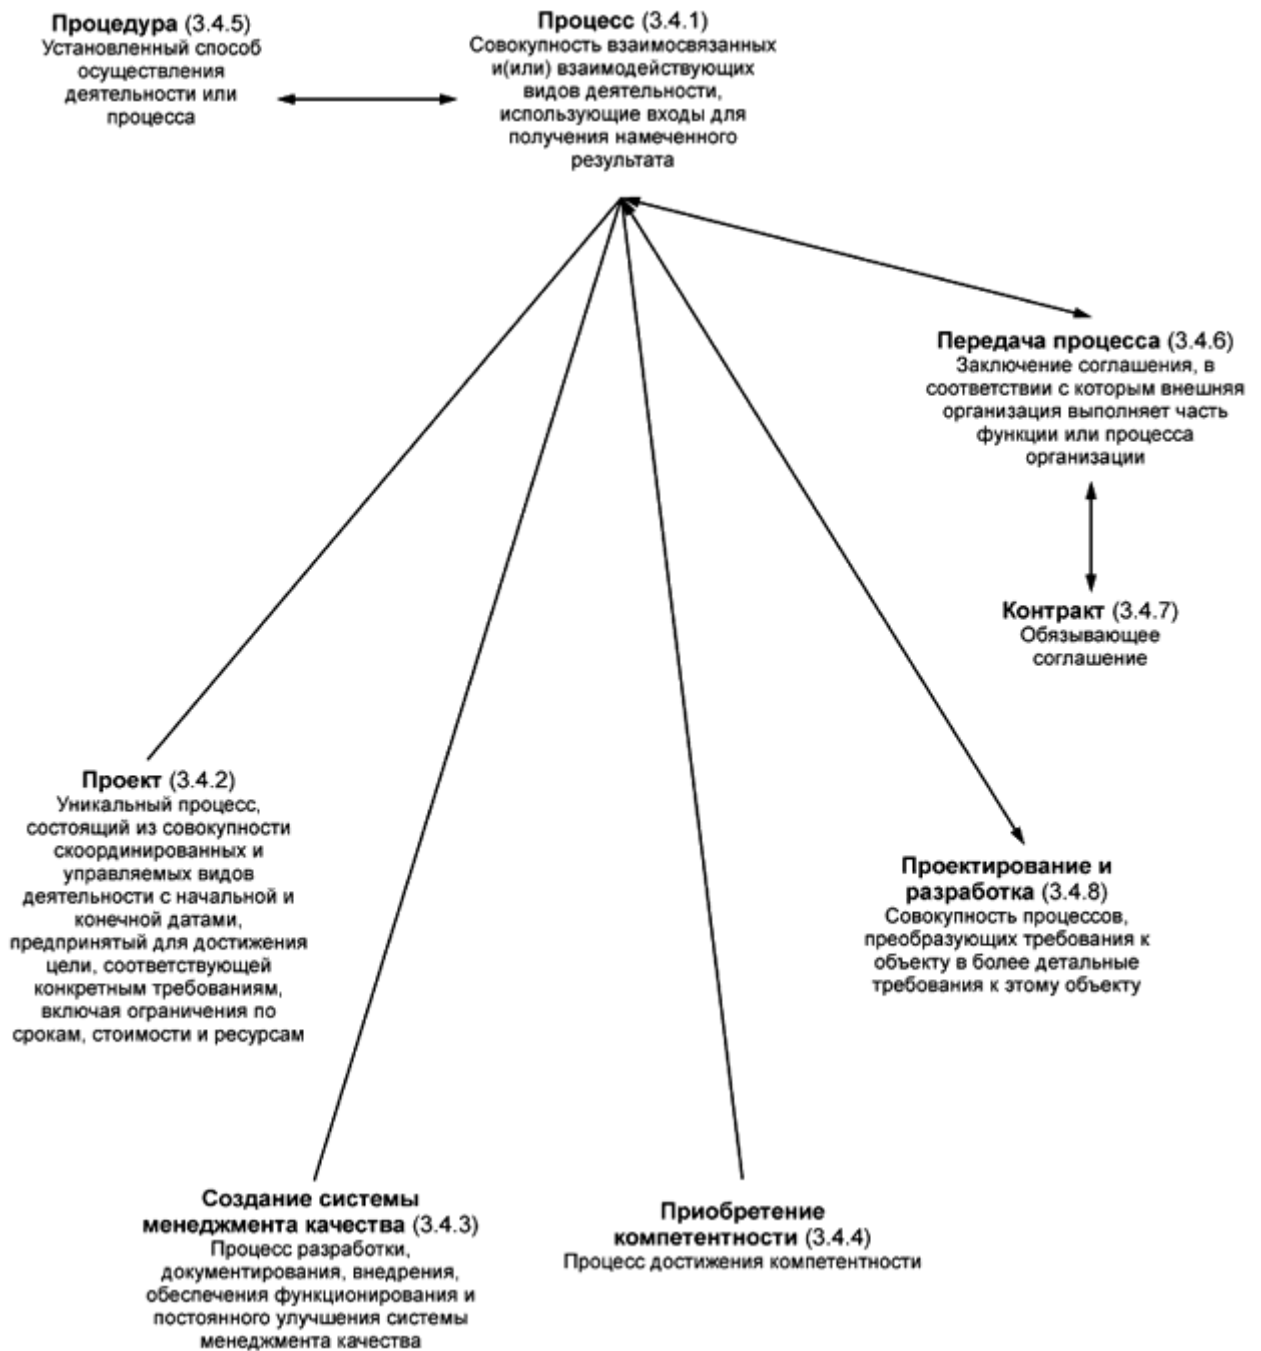 Процедура (3.4.5)
Установленный способ
осуществления
деятельности или
процесса
Процесс (3.4.1)
Совокупность взаимосвязанных
и(или) взаимодействующих
видов деятельности,
использующие входы для
получения намеченного
результата
Передача процесса (3.4.6)
Заключение соглашения, в
соответствии с которым внешняя
организация выполняет часть
функции или процесса
организации
Контракт (3.4.7)
Обязывающее
соглашение
Проект (3.4.2)
Уникальный процесс,
состоящий из совокупности
скоординированных и
управляемых видов
деятельности с начальной и
конечной датами,
предпринятый для достижения
цели, соответствующей
конкретным требованиям,
включая ограничения по
срокам, стоимости и ресурсам
Проектирование и
разработка (3.4.8)
Совокупность процессов,
преобразующих требования к
объекту в более детальные
требования к этому объекту
Создание системы
менеджмента качества (3.4.3)
Процесс разработки,
документирования, внедрения,
обеспечения функционирования и
постоянного улучшения системы
менеджмента качества
Приобретение
компетентности (3.4.4)
Процесс достижения компетентности